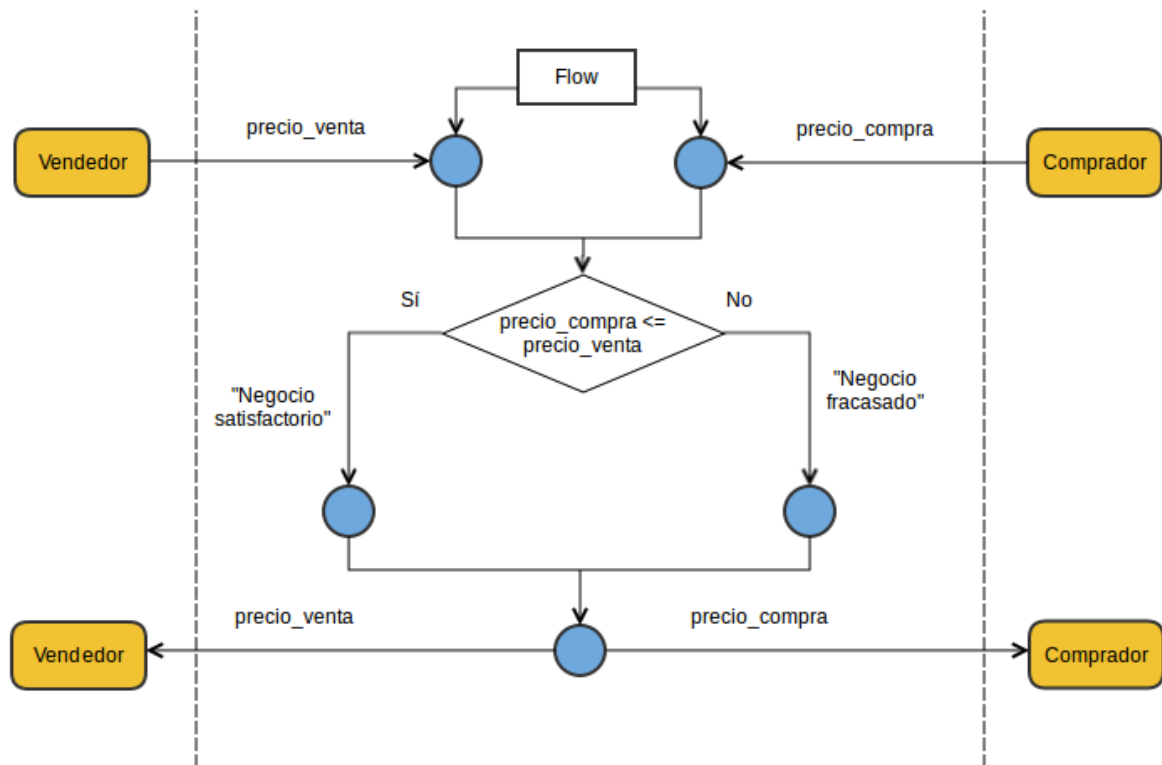 Flow
precio_venta
precio_compra
Vendedor
Comprador
Sí
No
precio_compra <=
precio_venta
"Negocio
satisfactorio"
"Negocio
fracasado"
precio_venta
precio_compra
Vendedor
Comprador